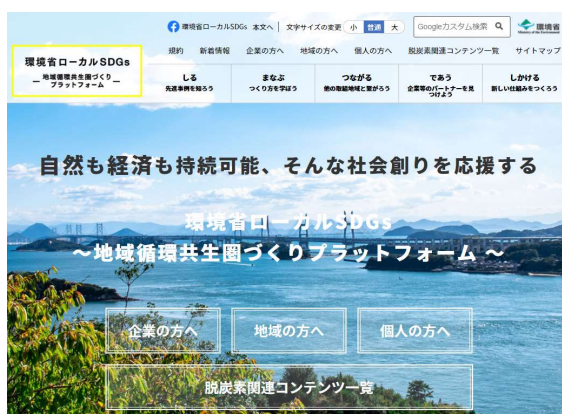 環境省ローカルSDGs 本文へ 文字サイズの変更 小 普通 大 Googleカスタム検索 環境省
Ministry of the Environment
規約 新着情報 企業の方へ 地域の方へ 個人の方へ 脱炭素関連コンテンツ一覧 サイトマップ
環境省ローカルSDGs
地域循環共生圏づくり
プラットフォーム
しる
先進事例を知ろう
まなぶ
つくり方を学ぼう
つながる
他の取組地域と繋がろう
であう
企業等のパートナーを見
つけよう
しかける
新しい仕組みをつくろう
自然も経済も持続可能、そんな社会創りを応援する
環境省ローカルSDGs
～地域循環共生圏づくりプラットフォーム～
企業の方へ
地域の方へ
個人の方へ
脱炭素関連コンテンツ一覧